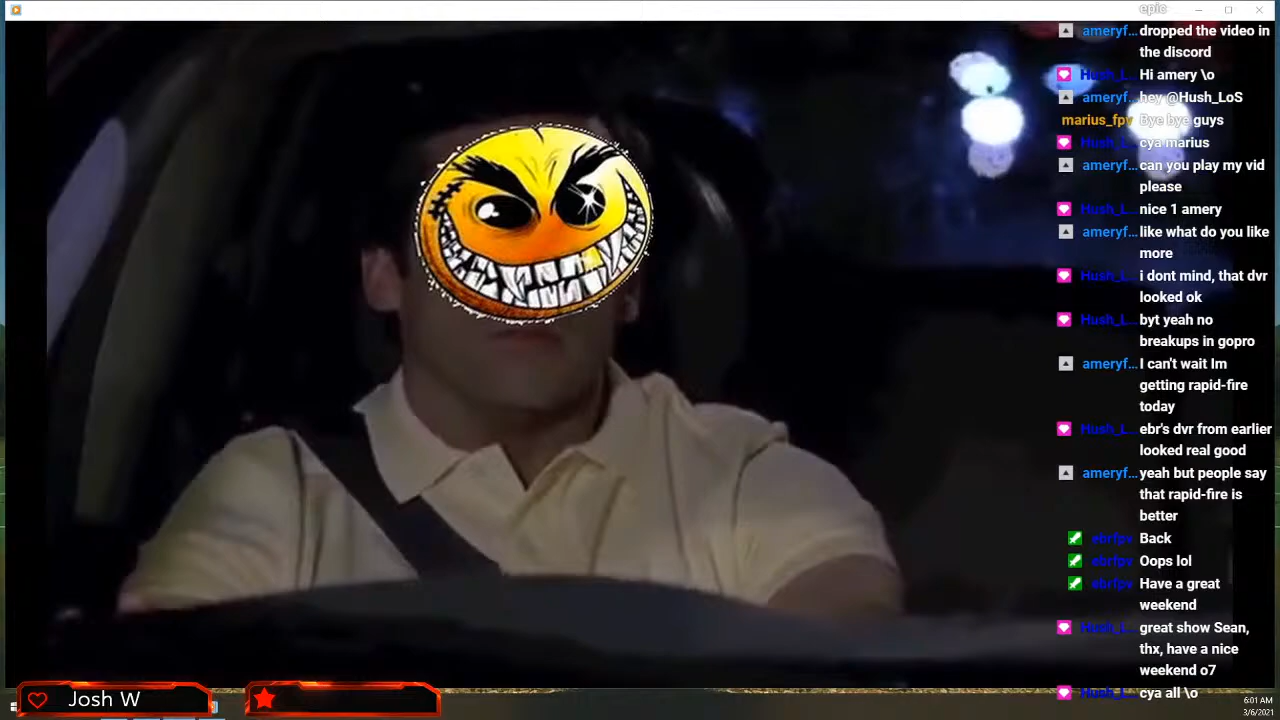 epic
ameryf... dropped the video in
the discord
Hush_L... Hi amery \o
ameryf... hey @Hush_LoS
marius_fpv Bye bye guys
Hush_L... cya marius
ameryf... can you play my vid
please
Hush_L... nice 1 amery
ameryf... like what do you like
more
Hush_L... i dont mind, that dvr
looked ok
Hush_L... byt yeah no
breakups in gopro
ameryf... I can't wait Im
getting rapid-fire
today
Hush_L... ebr's dvr from earlier
looked real good
ameryf... yeah but people say
that rapid-fire is
better
ebrfpv Back
ebrfpv Oops lol
ebrfpv Have a great
weekend
Hush_L... great show Sean,
thx, have a nice
weekend o7
Hush_L... cya all \o
Josh W
6:01 AM
3/6/2021